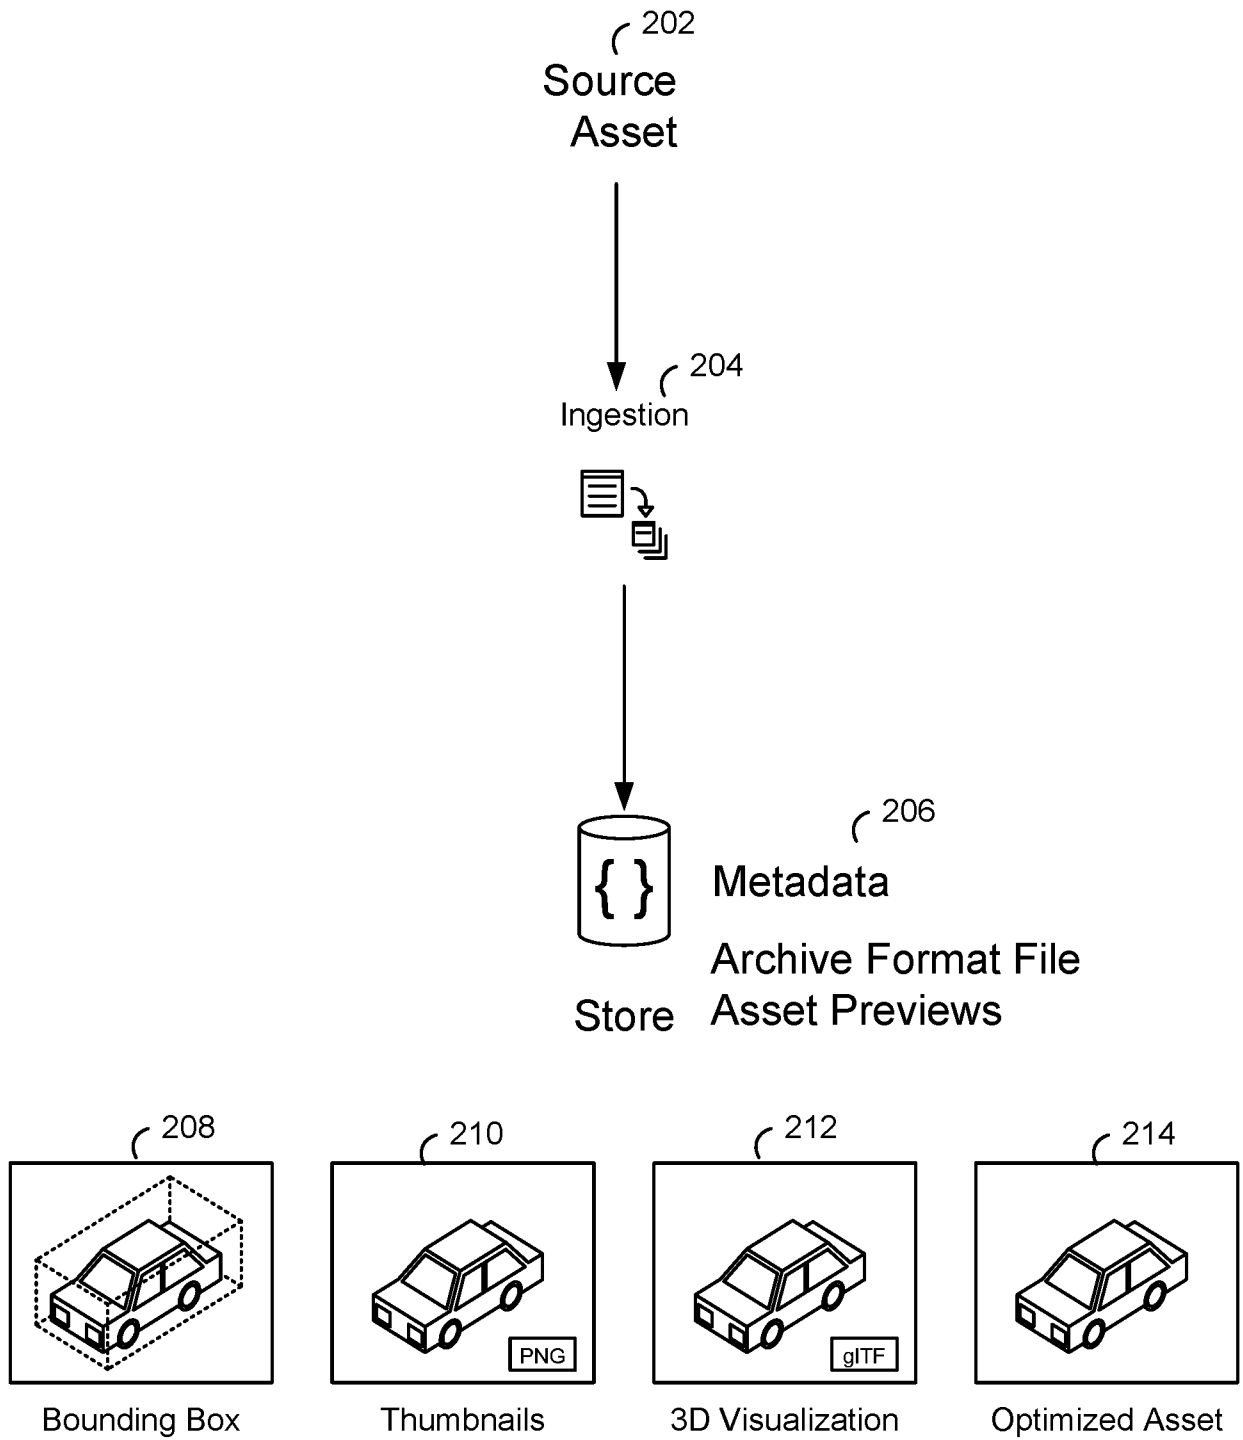 202
Source
Asset
204
Ingestion
{ }
206
Metadata
Archive Format File
Store Asset Previews
208
210
212
214
PNG
glTF
Bounding Box
Thumbnails
3D Visualization
Optimized Asset